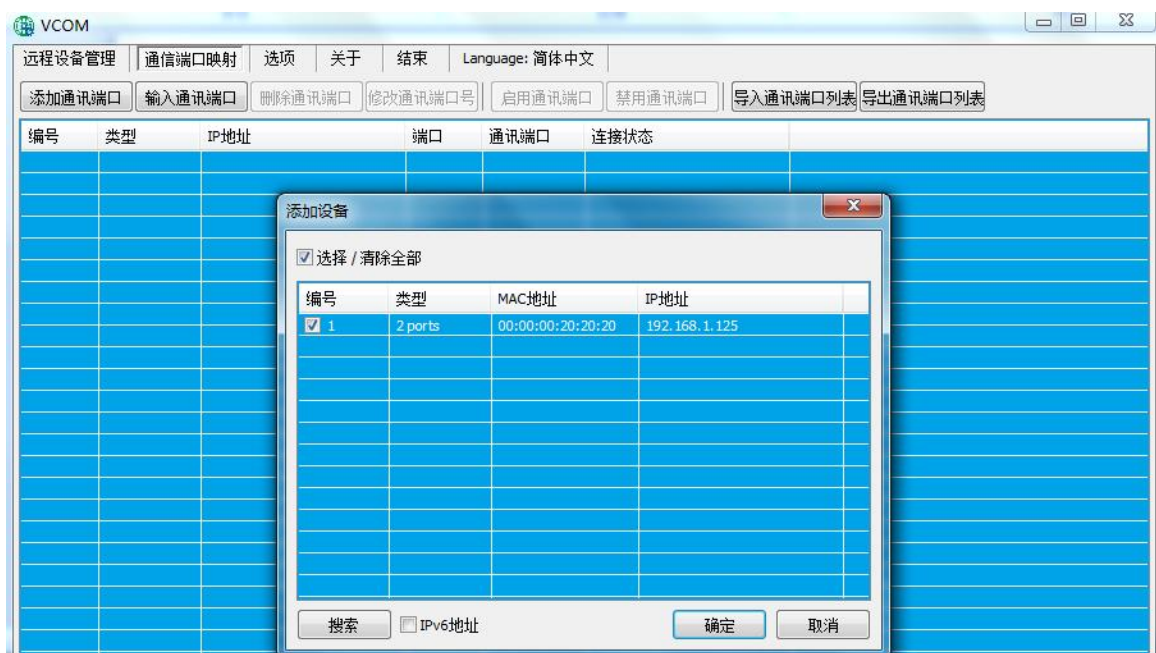 VCOM
远程设备管理 通信端口映射 选项 关于 结束 Language: 简体中文
添加通讯端口 输入通讯端口 删除通讯端口 修改通讯端口号 启用通讯端口 禁用通讯端口 导入通讯端口列表 导出通讯端口列表
编号 类型 IP地址 端口 通讯端口 连接状态
添加设备
选择 / 清除全部
编号 类型 MAC地址 IP地址
1 2 ports 00:00:00:20:20:20 192.168.1.125
搜索 IPv6地址 确定 取消